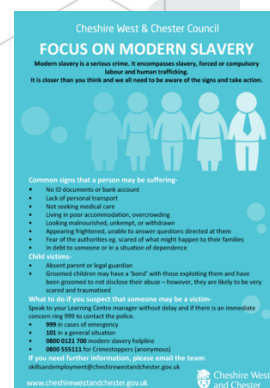 Cheshire West & Chester Council
FOCUS ON MODERN SLAVERY
Modern slavery is a serious crime. It encompasses slavery, forced or compulsory
labour and human trafficking.
It is closer than you think and we all need to be aware of the signs and take action.
Common signs that a person may be suffering-
• No ID documents or bank account
• Lack of personal transport
• Not seeking medical care
• Living in poor accommodation, overcrowding
• Looking malnourished, unkempt, or withdrawn
• Appearing frightened, unable to answer questions directed at them
• Fear of the authorities eg. scared of what might happen to their families
• In debt to someone or in a situation of dependence
Child victims-
• Absent parent or legal guardian
• Groomed children may have a 'bond' with those exploiting them and have
been groomed to not disclose their abuse – however, they are likely to be very
scared and traumatised
What to do if you suspect that someone may be a victim-
Speak to your Learning Centre manager without delay and if there is an immediate
concern ring 999 to contact the police.
• 999 in cases of emergency
• 101 in a general situation
• 0800 0121 700 modern slavery helpline
• 0800 555111 for Crimestoppers (anonymous)
If you need further information, please email the team:
skillsandemployment@cheshirewestandchester.gov.uk
www.cheshirewestandchester.gov.uk
Cheshire West
and Chester